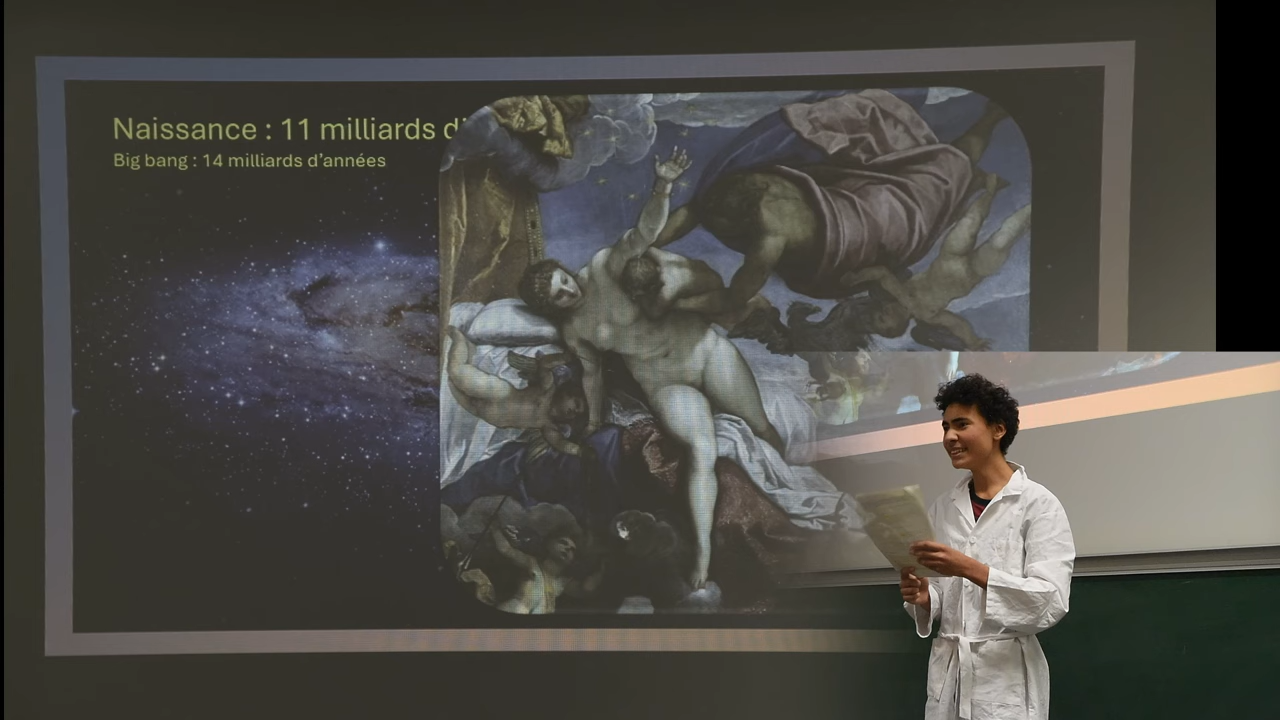 Naissance : 11 milliards d'
Big bang : 14 milliards d'années